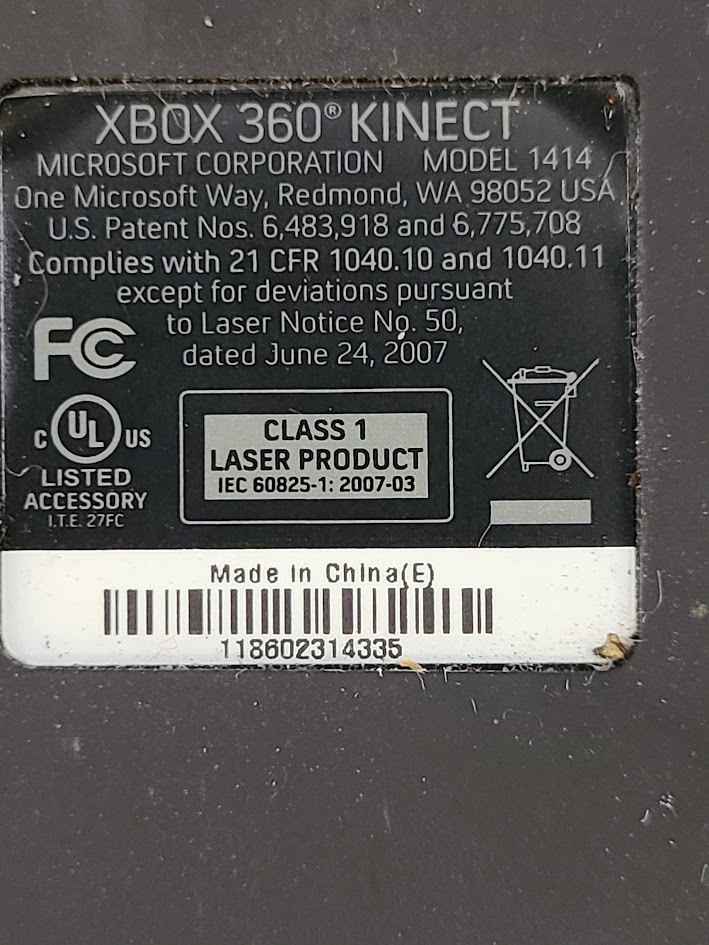 XBOX 360® KINECT
MICROSOFT CORPORATION MODEL 1414
One Microsoft Way, Redmond, WA 98052 USA
U.S. Patent Nos. 6,483,918 and 6,775,708
Complies with 21 CFR 1040.10 and 1040.11
except for deviations pursuant
to Laser Notice No. 50,
dated June 24, 2007
FC
C UL US
LISTED
ACCESSORY
I.T.E. 27FC
CLASS 1
LASER PRODUCT
IEC 60825-1: 2007-03
Made in China(E)
118602314335